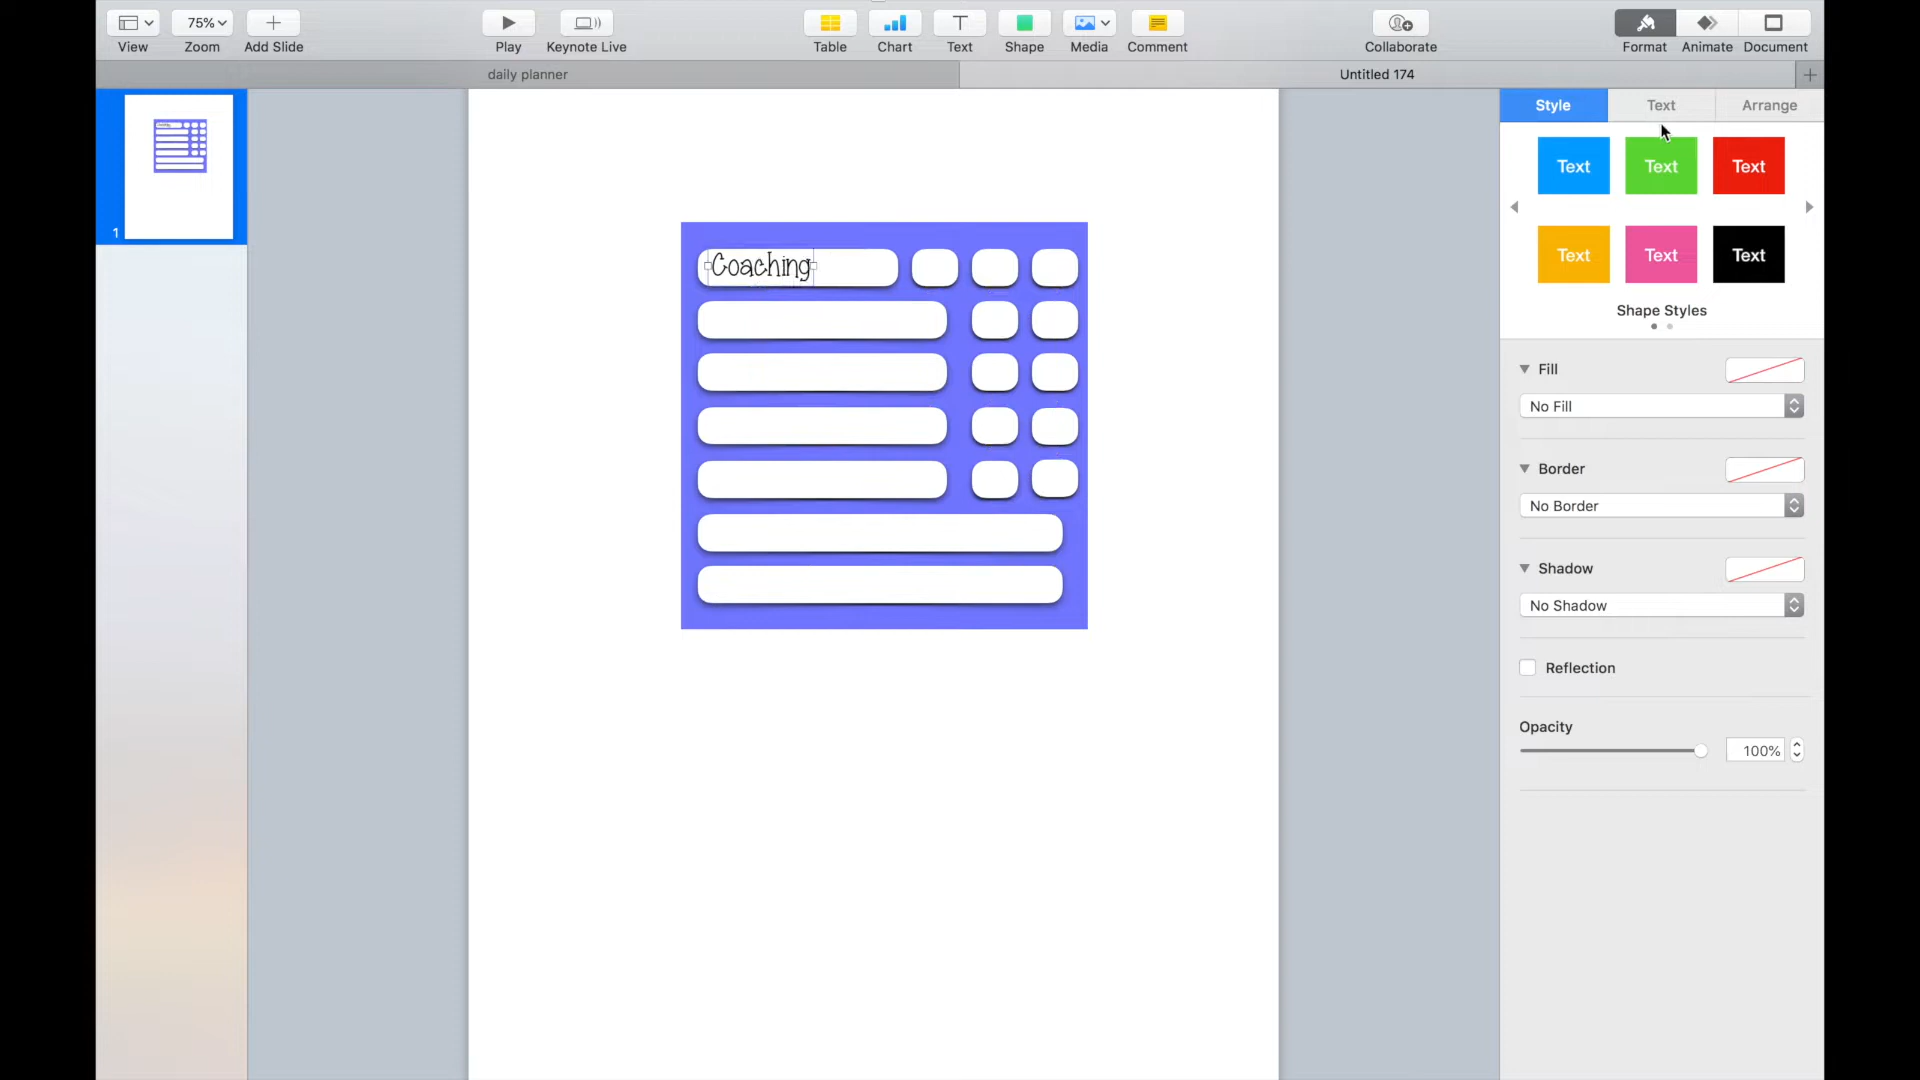 75%
View
Zoom
Add Slide
Play
Keynote Live
Table
Chart
Text
Shape
Media
Comment
Collaborate
Format
Animate
Document
daily planner
Untitled 174
1
Coaching
Style
Text
Arrange
Text
Text
Text
Text
Text
Text
Shape Styles
Fill
No Fill
Border
No Border
Shadow
No Shadow
Reflection
Opacity
100%